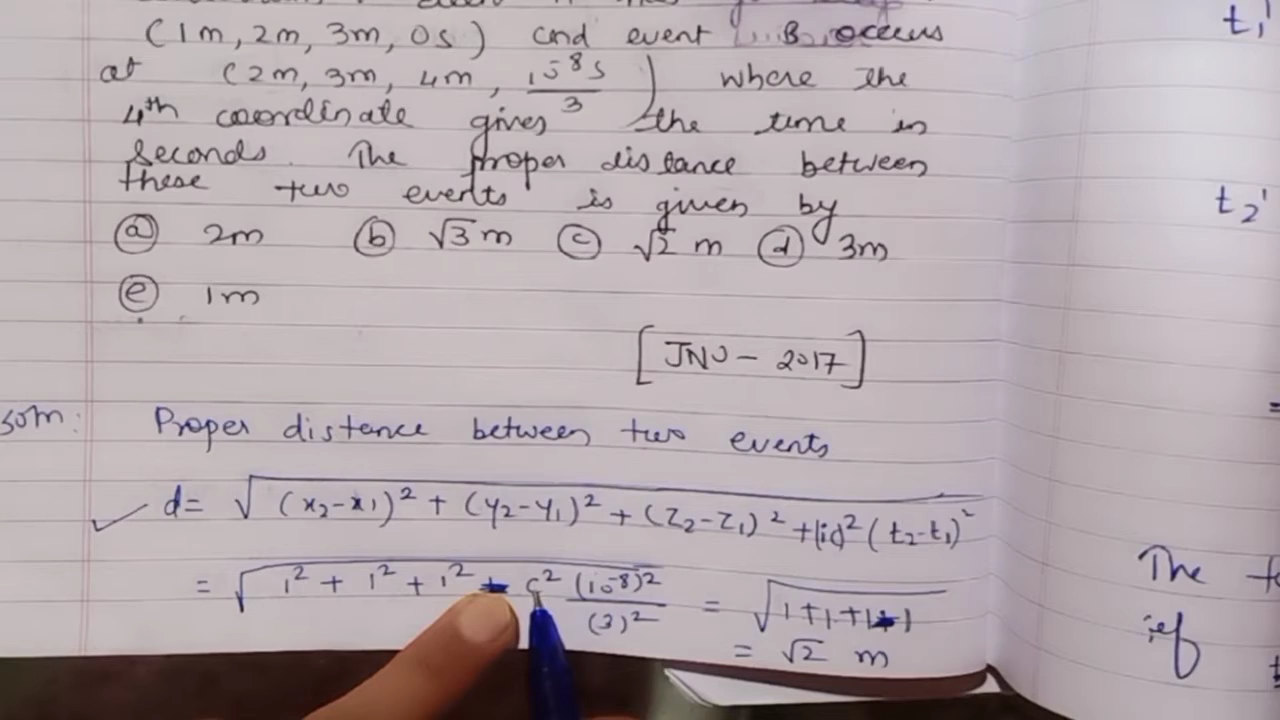 (1m, 2m, 3m, 0s) and event B occurs
at (2m, 3m, 4m, 10⁻⁸s/3) where the
4th coordinate gives the time in
seconds. The proper distance between
these two events is given by
(a) 2m (b) √3 m (c) √2 m (d) 3m
(e) 1m
[JNU - 2017]
Proper distance between two events
d = √((x₂-x₁)² + (y₂-y₁)² + (z₂-z₁)² + (ic)² (t₂-t₁)²)
= √(1² + 1² + 1² - c² (10⁻⁸)²/(3)²) = √(1+1+1-1)
= √2 m
t₁'
t₂'
The
ief